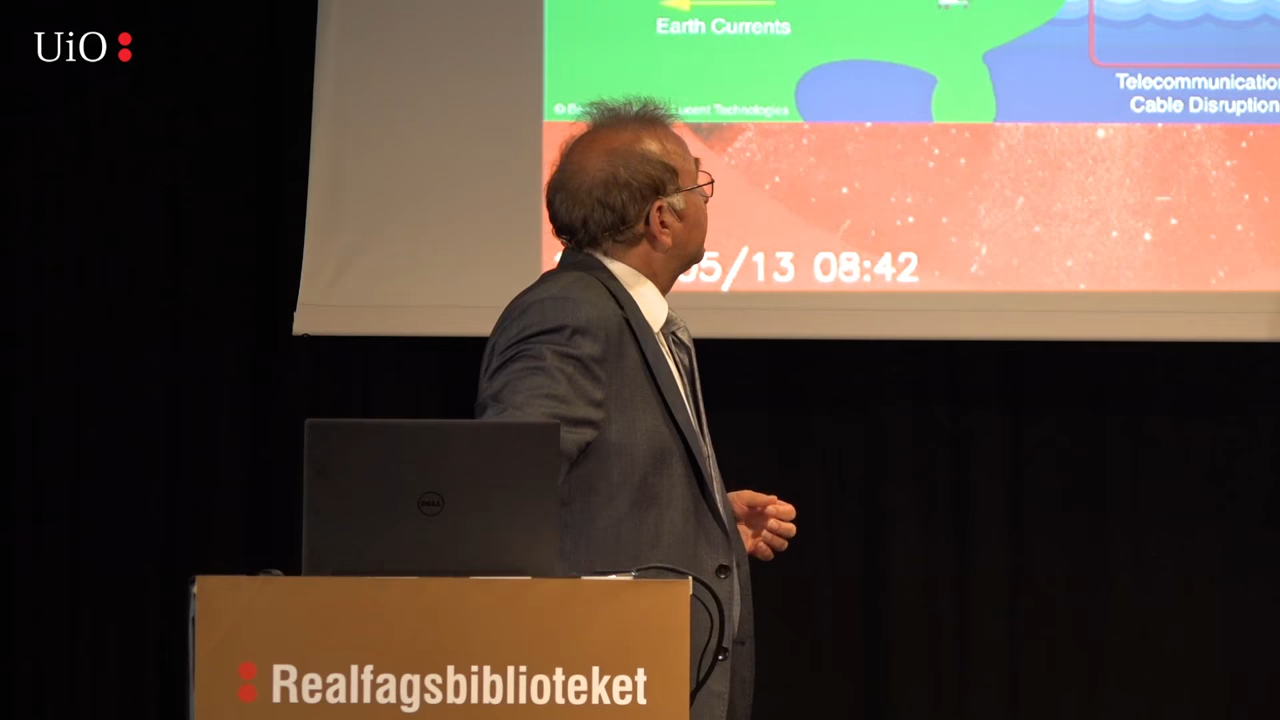 UiO
Earth Currents
Telecommunication
Cable Disruption
Lucent Technologies
05/13 08:42
DELL
Realfagsbiblioteket